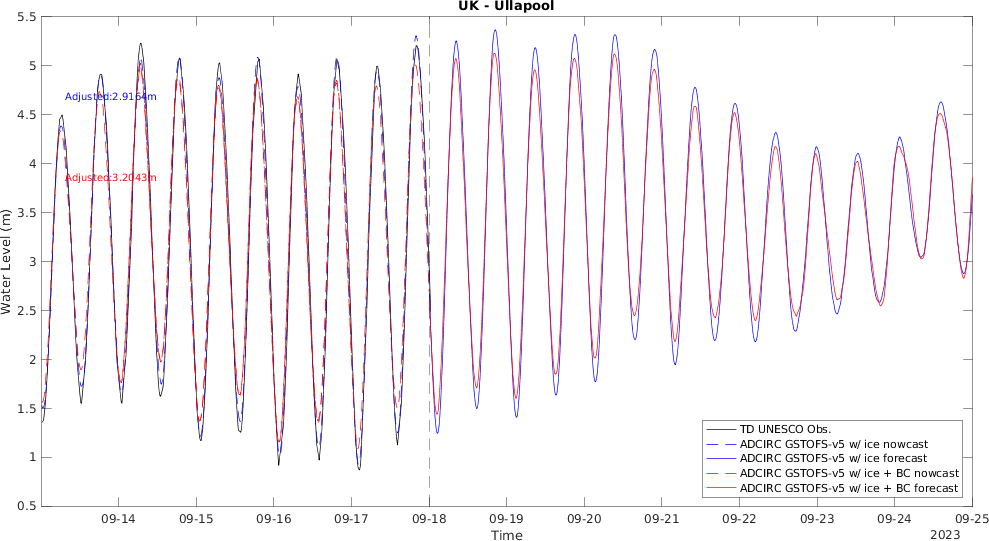 UK - Ullapool
5.5
5
4.5
4
3.5
3
2.5
2
1.5
1
0.5
Water Level (m)
Adjusted:2.9164m
Adjusted:3.2043m
TD UNESCO Obs.
ADCIRC GSTOFS-v5 w/ ice nowcast
ADCIRC GSTOFS-v5 w/ ice forecast
ADCIRC GSTOFS-v5 w/ ice + BC nowcast
ADCIRC GSTOFS-v5 w/ ice + BC forecast
09-14 09-15 09-16 09-17 09-18 09-19 09-20 09-21 09-22 09-23 09-24 09-25
Time
2023